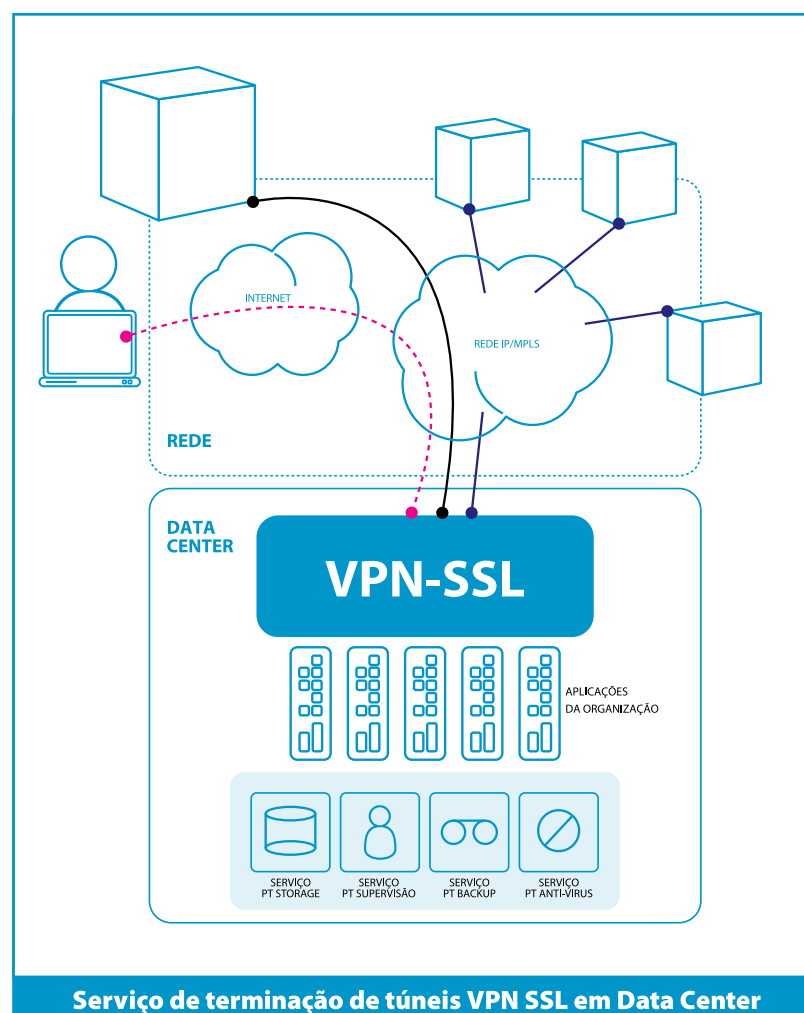 INTERNET
REDE IP/MPLS
REDE
DATA
CENTER
VPN-SSL
APLICAÇÕES
DA ORGANIZAÇÃO
SERVIÇO
PT STORAGE
SERVIÇO
PT SUPERVISÃO
SERVIÇO
PT BACKUP
SERVIÇO
PT ANTI-VÍRUS
Serviço de terminação de túneis VPN SSL em Data Center